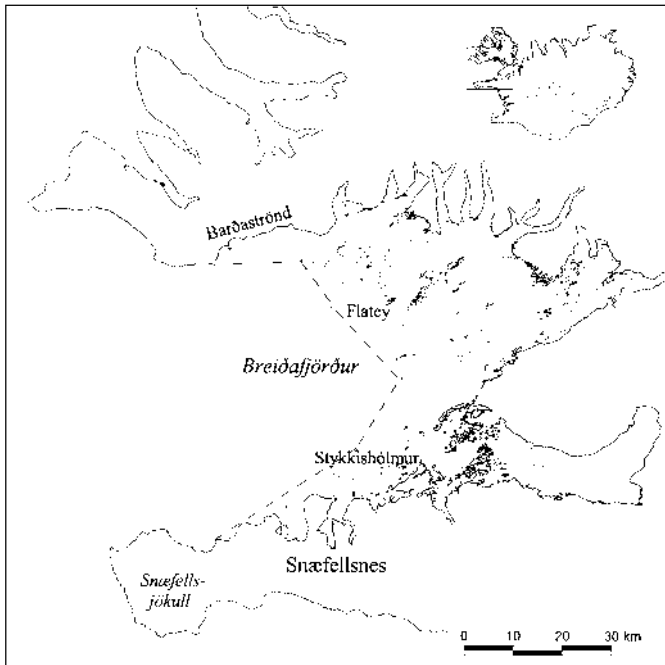 Barðaströnd
Flatey
Breiðafjörður
Stykkishólmur
Snæfellsnes
Snæfells-
jökull
0 10 20 30 km